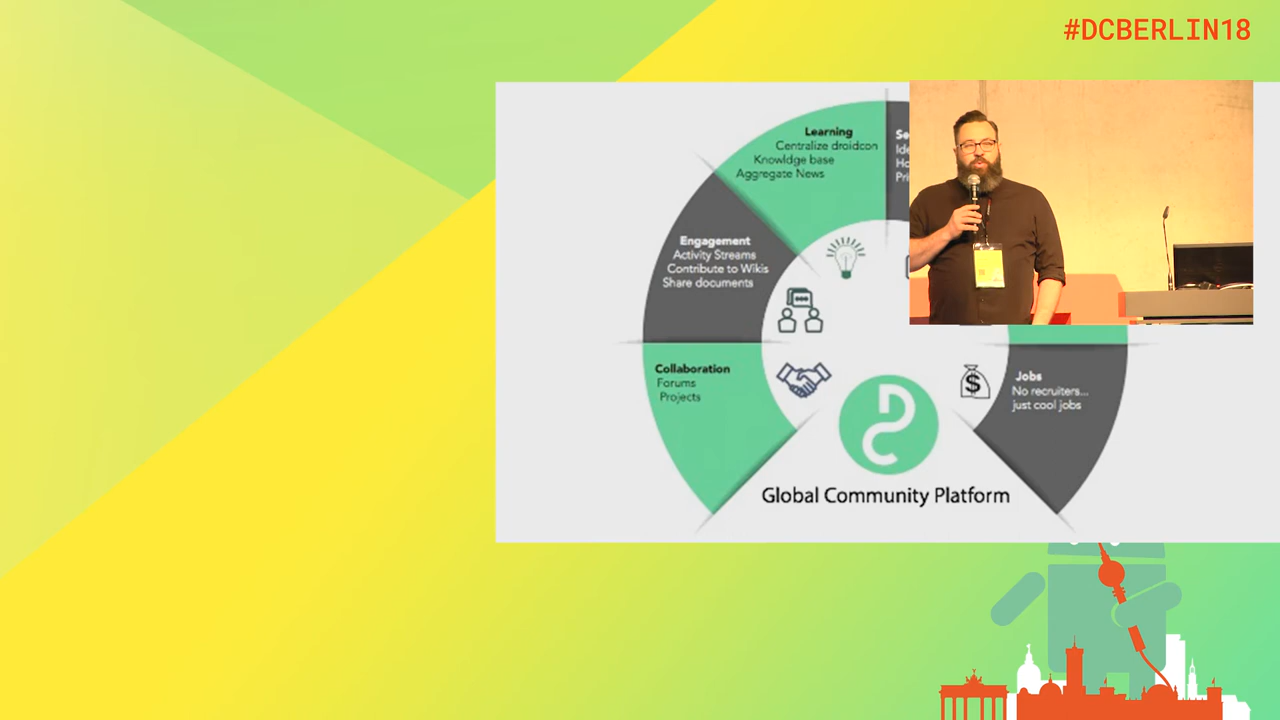 #DCBERLIN18
Learning
Centralize droidcon
Knowldge base
Aggregate News
Engagement
Activity Streams
Contribute to Wikis
Share documents
Collaboration
Forums
Projects
Jobs
No recruiters...
just cool jobs
DC
Global Community Platform